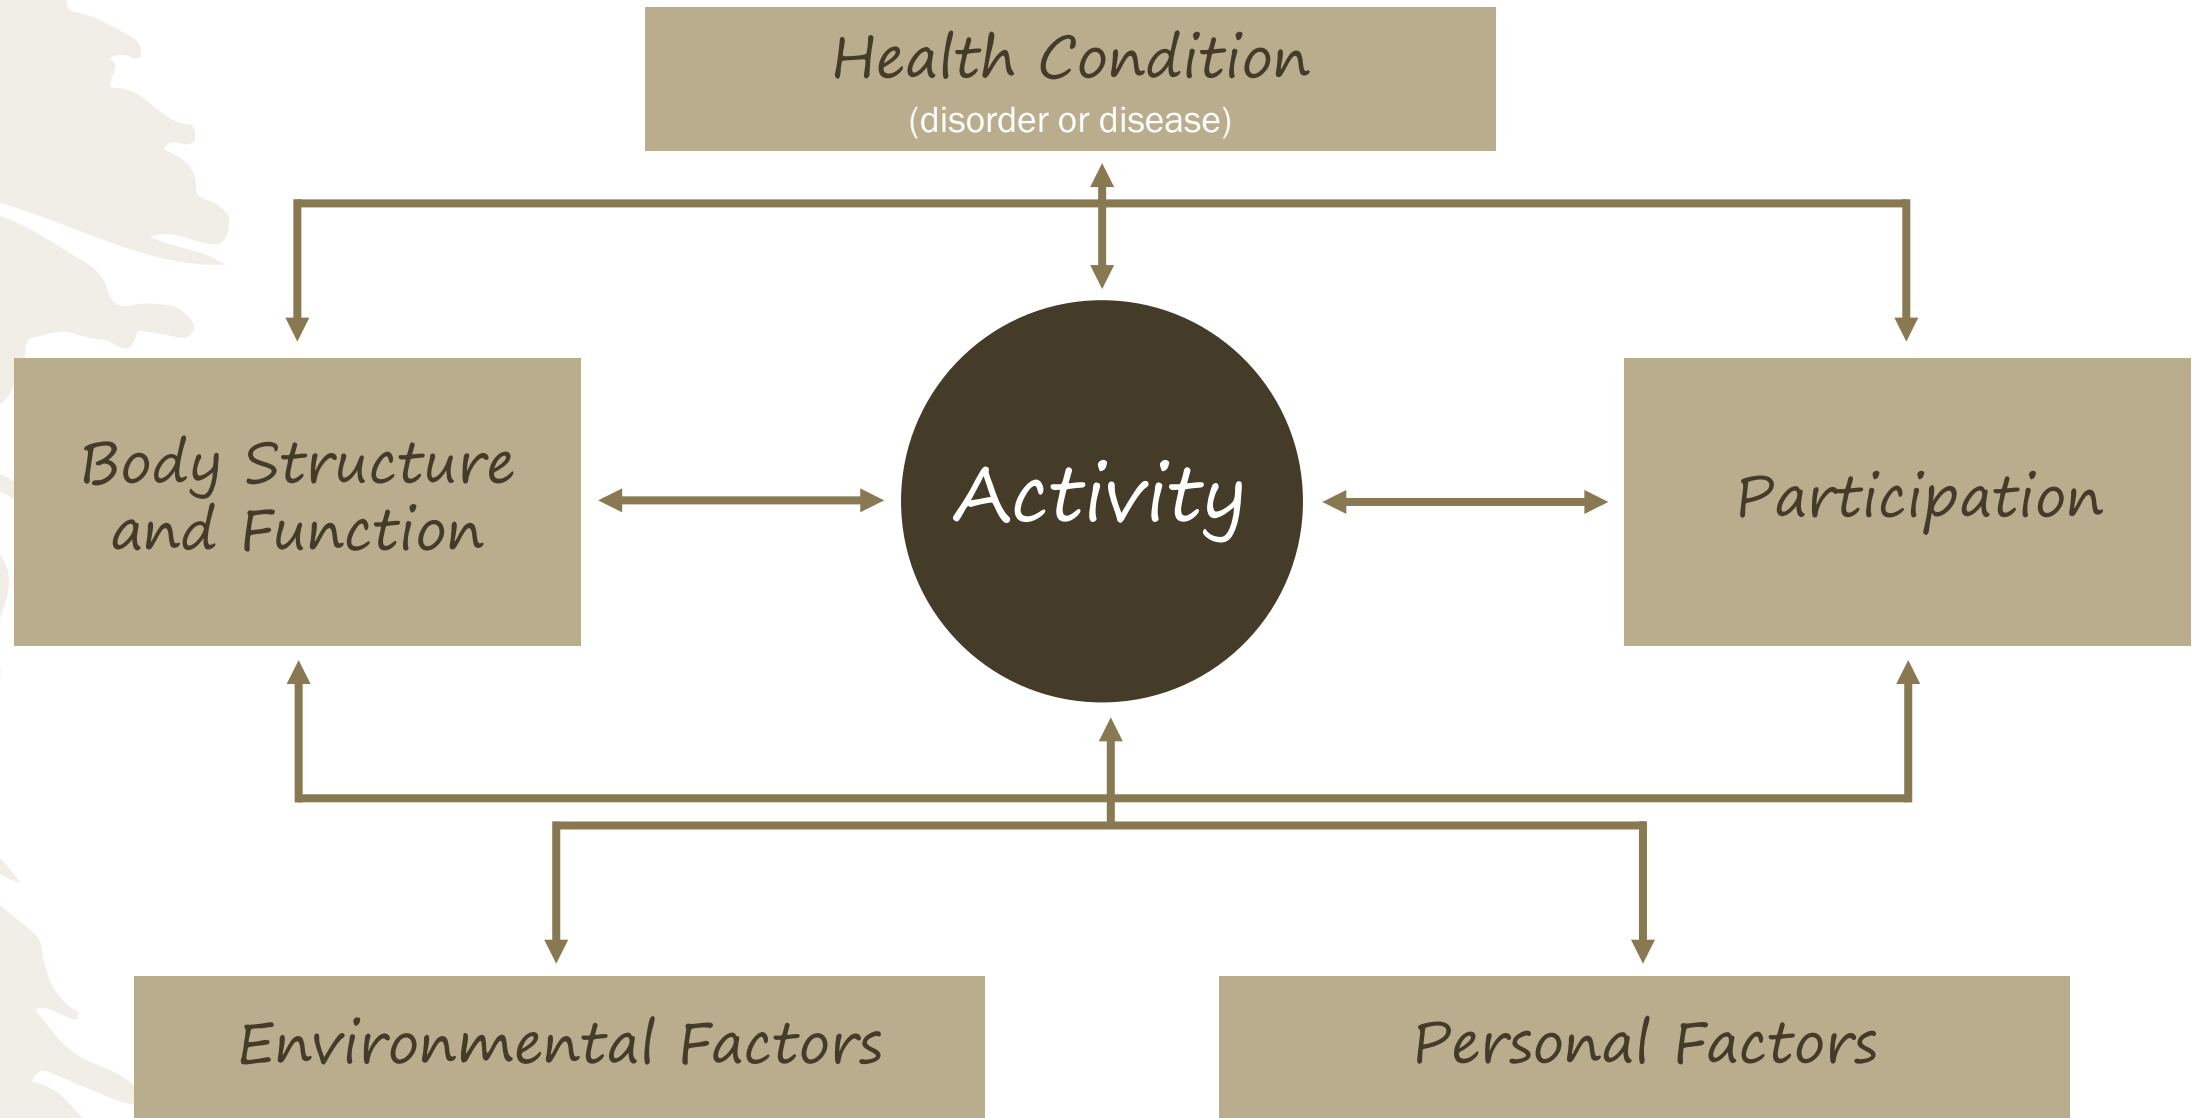 Health Condition
(disorder or disease)
Body Structure
and Function
Activity
Participation
Environmental Factors
Personal Factors